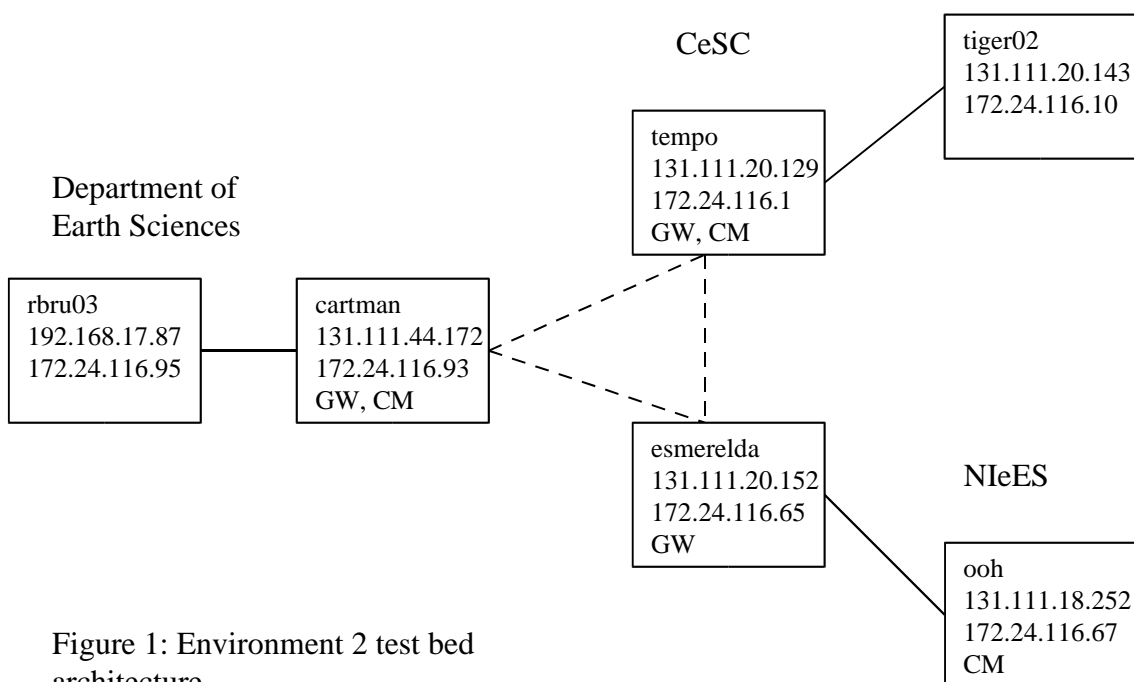 CeSC
tiger02
131.111.20.143
172.24.116.10
tempo
131.111.20.129
172.24.116.1
GW, CM
Department of
Earth Sciences
rbru03
192.168.17.87
172.24.116.95
cartman
131.111.44.172
172.24.116.93
GW, CM
esmerelda
131.111.20.152
172.24.116.65
GW
NIeES
ooh
131.111.18.252
172.24.116.67
CM
Figure 1: Environment 2 test bed
architecture